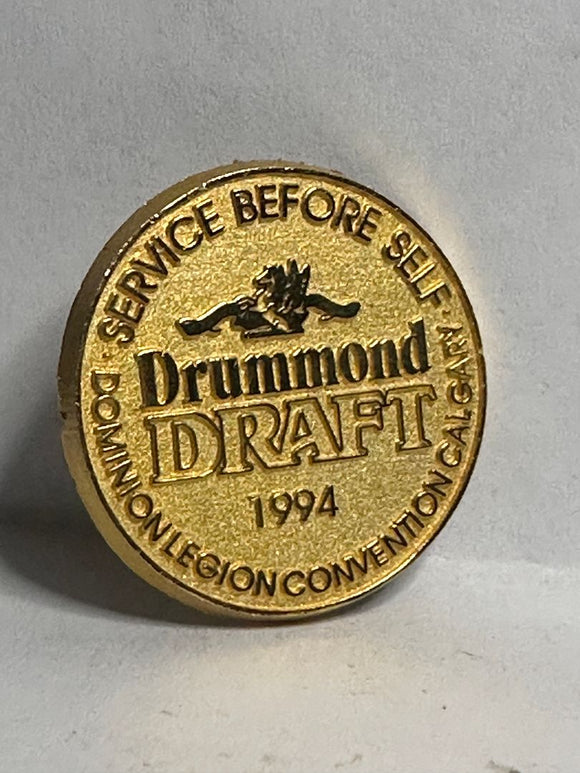 · SERVICE BEFORE SELF ·
Drummond
DRAFT
1994
DOMINION LEGION CONVENTION CALGARY